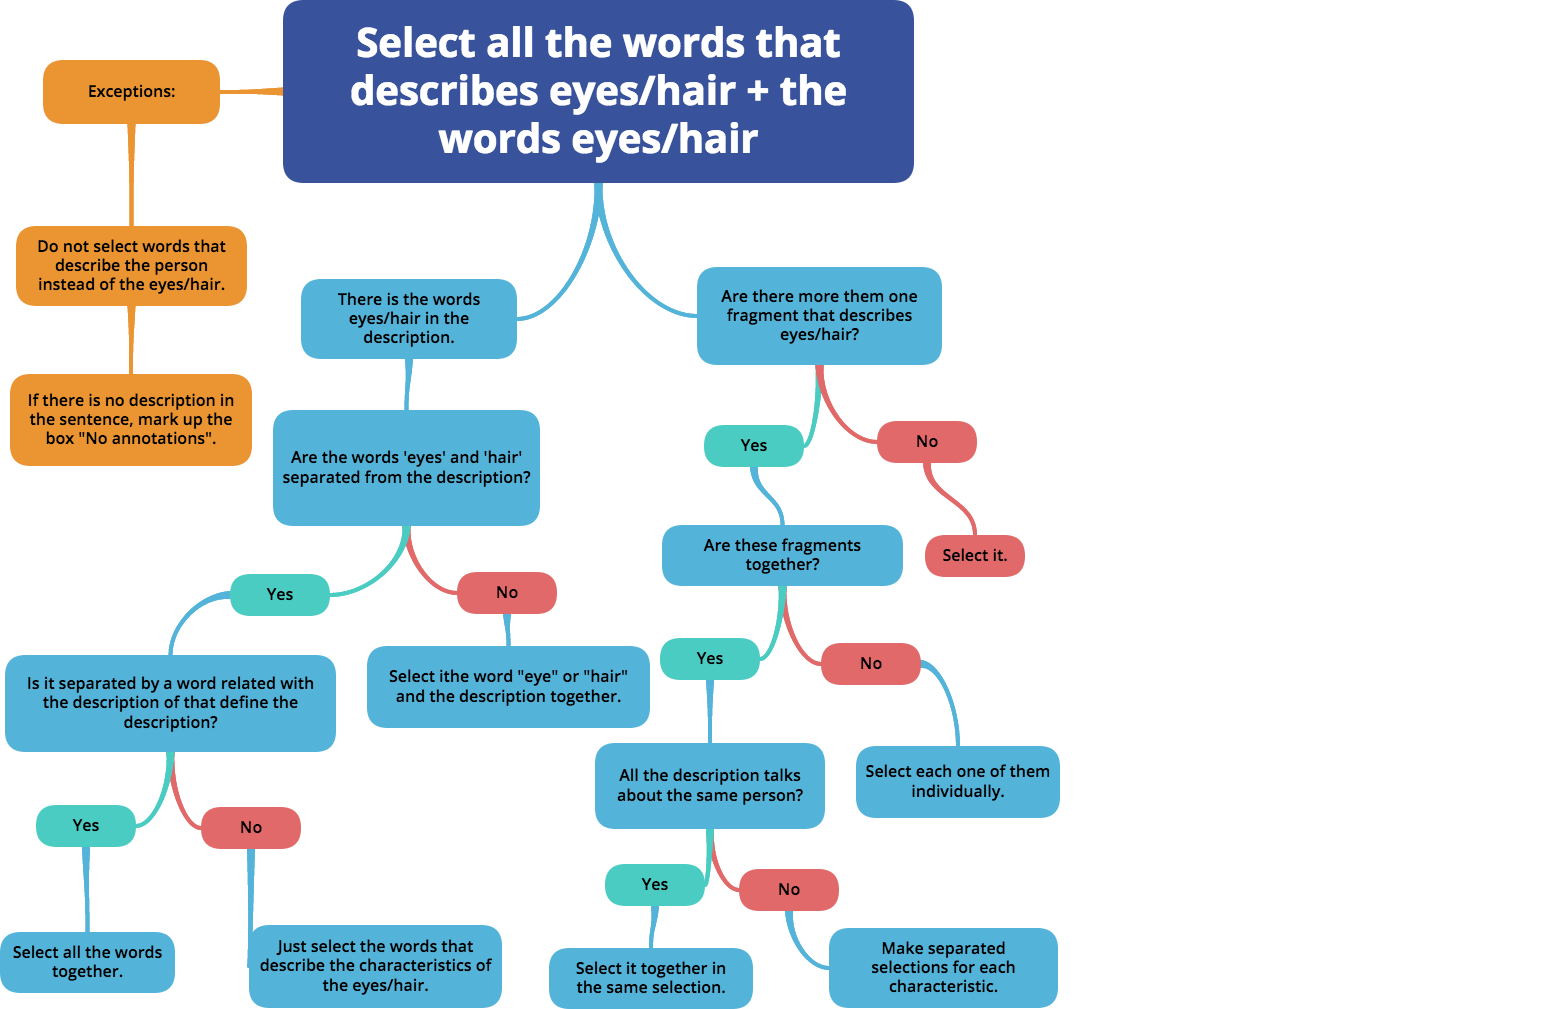 Select all the words that
describes eyes/hair + the
words eyes/hair
Exceptions:
Do not select words that
describe the person
instead of the eyes/hair.
If there is no description in
the sentence, mark up the
box "No annotations".
There is the words
eyes/hair in the
description.
Are the words 'eyes' and 'hair'
separated from the description?
Yes
No
Is it separated by a word related with
the description of that define the
description?
Select ithe word "eye" or "hair"
and the description together.
Yes
No
Select all the words
together.
Just select the words that
describe the characteristics of
the eyes/hair.
Are there more them one
fragment that describes
eyes/hair?
Yes
No
Are these fragments
together?
Select it.
Yes
No
All the description talks
about the same person?
Select each one of them
individually.
Yes
No
Select it together in
the same selection.
Make separated
selections for each
characteristic.